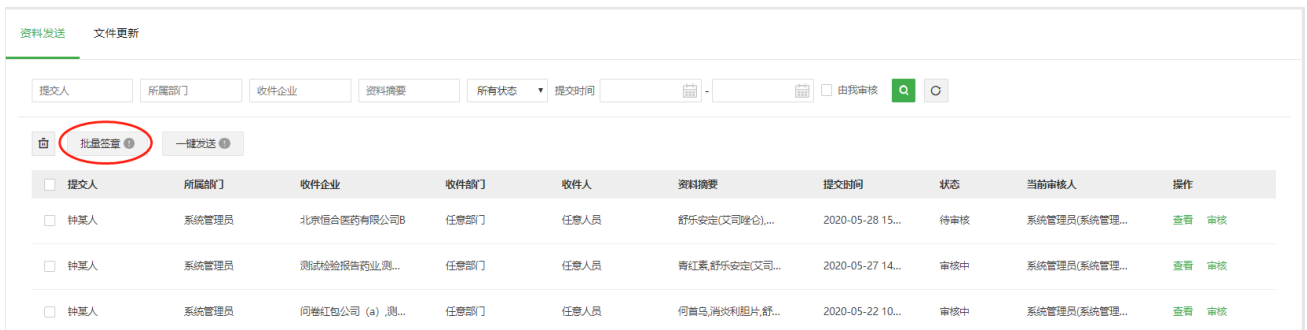 资料发送 文件更新
提交人 所属部门 收件企业 资料摘要 所有状态 提交时间 - 由我审核
批量签章 一键发送
提交人 所属部门 收件企业 收件部门 收件人 资料摘要 提交时间 状态 当前审核人 操作
钟某人 系统管理员 北京恒合医药有限公司B 任意部门 任意人员 舒乐安定(艾司唑仑),... 2020-05-28 15... 待审核 系统管理员(系统管理... 查看 审核
钟某人 系统管理员 测试检验报告药业,测... 任意部门 任意人员 青红素,舒乐安定(艾司... 2020-05-27 14... 审核中 系统管理员(系统管理... 查看 审核
钟某人 系统管理员 问卷红包公司（a）,测... 任意部门 任意人员 何首乌,消炎利胆片,舒... 2020-05-22 10... 审核中 系统管理员(系统管理... 查看 审核